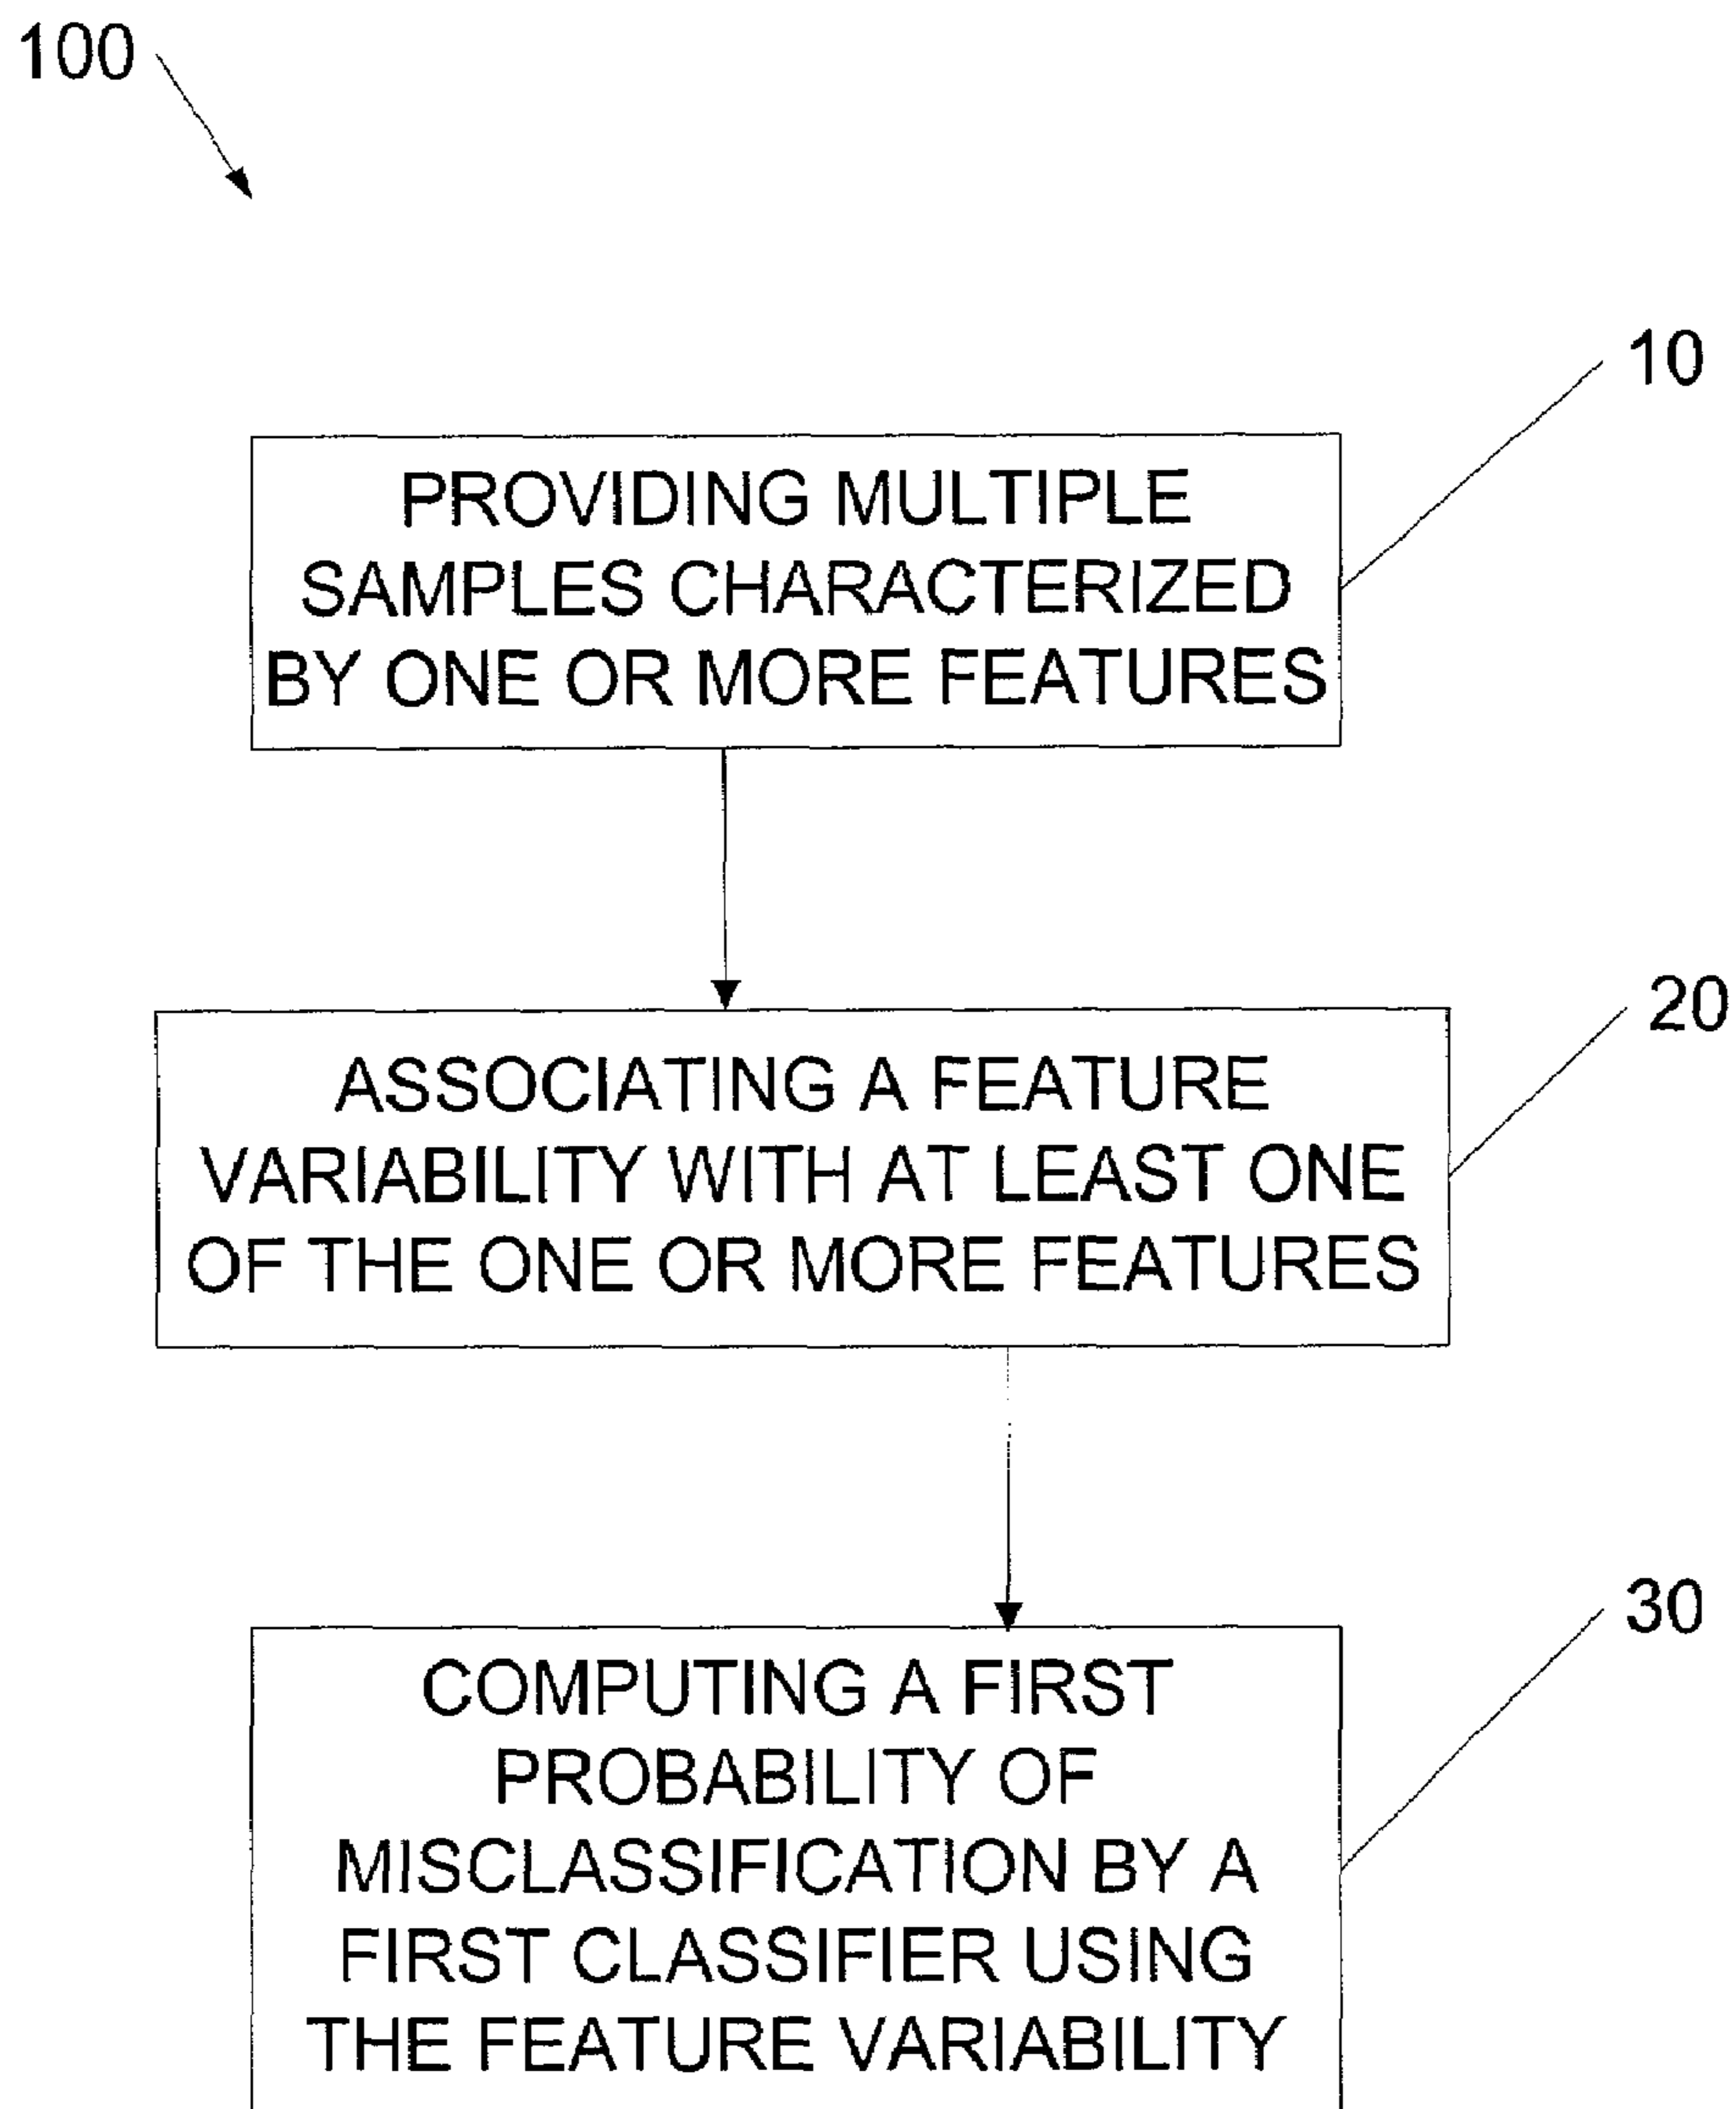 100
10
PROVIDING MULTIPLE
SAMPLES CHARACTERIZED
BY ONE OR MORE FEATURES
20
ASSOCIATING A FEATURE
VARIABILITY WITH AT LEAST ONE
OF THE ONE OR MORE FEATURES
30
COMPUTING A FIRST
PROBABILITY OF
MISCLASSIFICATION BY A
FIRST CLASSIFIER USING
THE FEATURE VARIABILITY